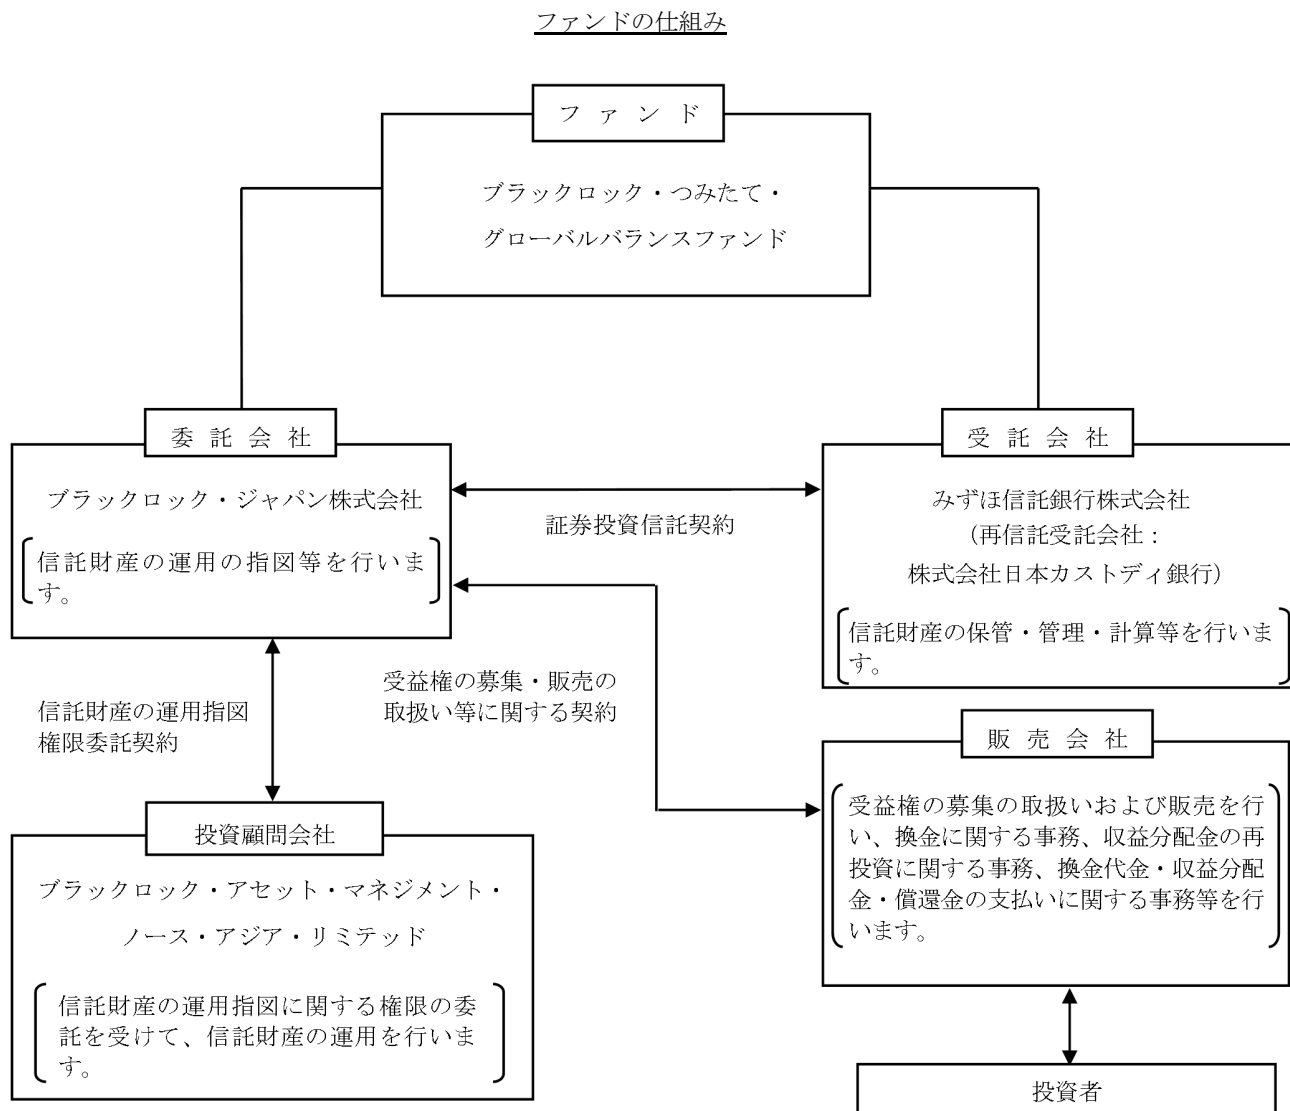 ファンドの仕組み
ファンド
ブラックロック・つみたて・
グローバルバランスファンド
委託会社
ブラックロック・ジャパン株式会社
信託財産の運用の指図等を行いま
す。
証券投資信託契約
受託会社
みずほ信託銀行株式会社
（再信託受託会社：
株式会社日本カストディ銀行）
信託財産の保管・管理・計算等を行いま
す。
信託財産の運用指図
権限委託契約
受益権の募集・販売の
取扱い等に関する契約
販売会社
受益権の募集の取扱いおよび販売を行
い、換金に関する事務、収益分配金の再
投資に関する事務、換金代金・収益分配
金・償還金の支払いに関する事務等を行
います。
投資顧問会社
ブラックロック・アセット・マネジメント・
ノース・アジア・リミテッド
信託財産の運用指図に関する権限の委
託を受けて、信託財産の運用を行いま
す。
投資者